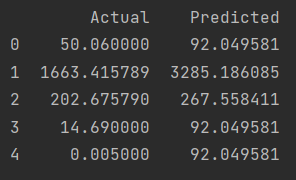 Actual Predicted
0 50.060000 92.049581
1 1663.415789 3285.186085
2 202.675790 267.558411
3 14.690000 92.049581
4 0.005000 92.049581